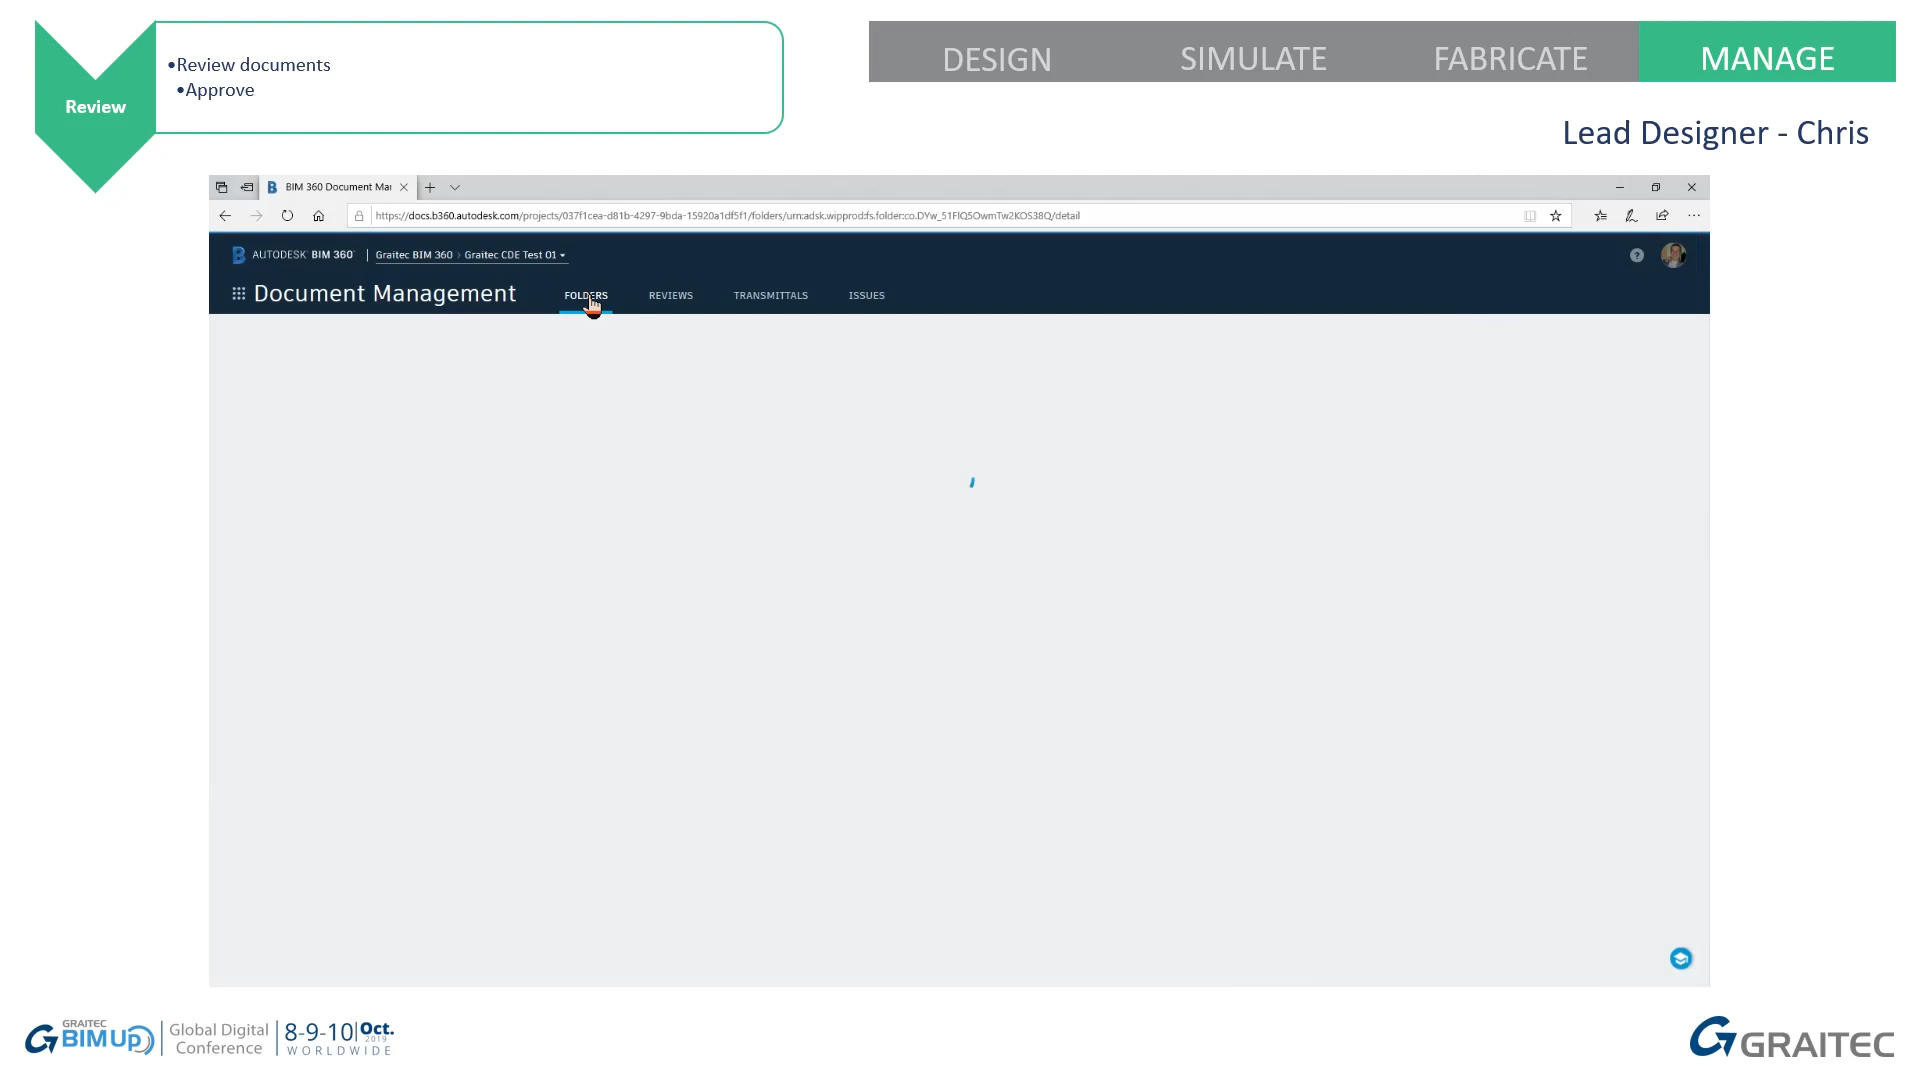 Review
•Review documents
•Approve
DESIGN SIMULATE FABRICATE MANAGE
Lead Designer - Chris
BIM 360 Document Mar
https://docs.b360.autodesk.com/projects/037f1cea-d81b-4297-9bda-15920a1df5f1/folders/urn:adsk.wipprod:fs.folder:co.DYw_51FlQ5OwmTw2KOS38Q/detail
AUTODESK BIM 360 | Graitec BIM 360 › Graitec CDE Test 01
Document Management FOLDERS REVIEWS TRANSMITTALS ISSUES
GRAITEC
BIMUp
Global Digital
Conference
8-9-10 Oct.
2019
WORLDWIDE
GRAITEC